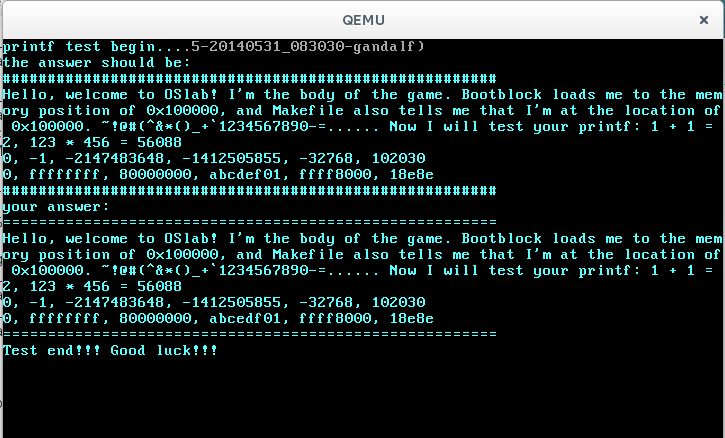 QEMU
×
printf test begin....5-20140531_083030-gandalf)
the answer should be:
#######################################################
Hello, welcome to OSlab! I'm the body of the game. Bootblock loads me to the mem
ory position of 0x100000, and Makefile also tells me that I'm at the location of
 0x100000. ~!@#(^&*()_+`1234567890-=...... Now I will test your printf: 1 + 1 =
2, 123 * 456 = 56088
0, -1, -2147483648, -1412505855, -32768, 102030
0, ffffffff, 80000000, abcdef01, ffff8000, 18e8e
#######################################################
your answer:
=======================================================
Hello, welcome to OSlab! I'm the body of the game. Bootblock loads me to the mem
ory position of 0x100000, and Makefile also tells me that I'm at the location of
 0x100000. ~!@#(^&*()_+`1234567890-=...... Now I will test your printf: 1 + 1 =
2, 123 * 456 = 56088
0, -1, -2147483648, -1412505855, -32768, 102030
0, ffffffff, 80000000, abcedf01, ffff8000, 18e8e
=======================================================
Test end!!! Good luck!!!